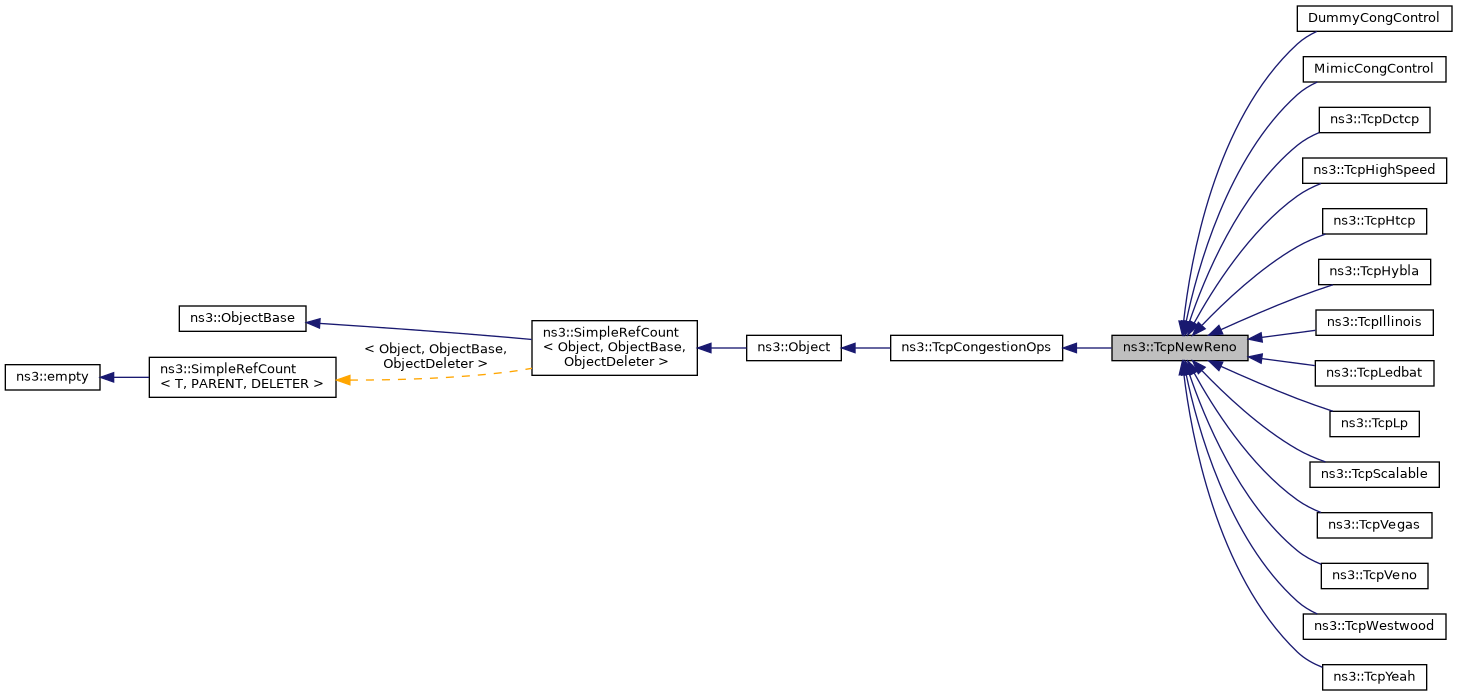 DummyCongControl
MimicCongControl
ns3::TcpDctcp
ns3::TcpHighSpeed
ns3::TcpHtcp
ns3::TcpHybla
ns3::ObjectBase
ns3::TcpIllinois
ns3::SimpleRefCount
< Object, ObjectBase,
ObjectDeleter >
< Object, ObjectBase,
ObjectDeleter >
ns3::Object
ns3::TcpCongestionOps
ns3::TcpNewReno
ns3::empty
ns3::SimpleRefCount
< T, PARENT, DELETER >
ns3::TcpLedbat
ns3::TcpLp
ns3::TcpScalable
ns3::TcpVegas
ns3::TcpVeno
ns3::TcpWestwood
ns3::TcpYeah